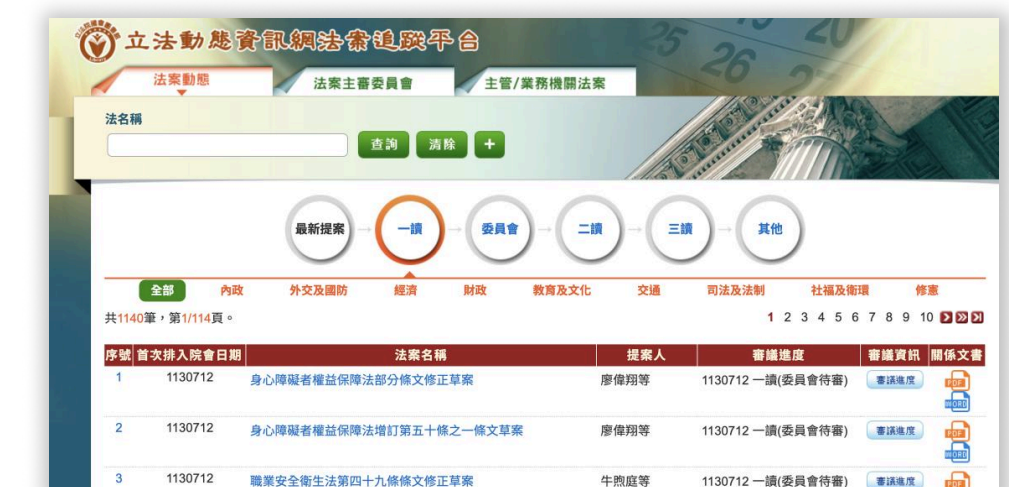 立法動態資訊網法案追蹤平台
法案動態 法案主審委員會 主管/業務機關法案
法名稱
查詢 清除 +
最新提案 一讀 委員會 二讀 三讀 其他
全部 內政 外交及國防 經濟 財政 教育及文化 交通 司法及法制 社福及衛環 修憲
共1140筆，第1/114頁。 1 2 3 4 5 6 7 8 9 10
序號 首次排入院會日期 法案名稱 提案人 審議進度 審議資訊 關係文書
1 1130712 身心障礙者權益保障法部分條文修正草案 廖偉翔等 1130712 一讀(委員會待審) 審議進度 PDF
WORD
2 1130712 身心障礙者權益保障法增訂第五十條之一條文草案 廖偉翔等 1130712 一讀(委員會待審) 審議進度 PDF
WORD
3 1130712 職業安全衛生法第四十九條條文修正草案 牛煦庭等 1130712 一讀(委員會待審) 審議進度 PDF
25 26 20